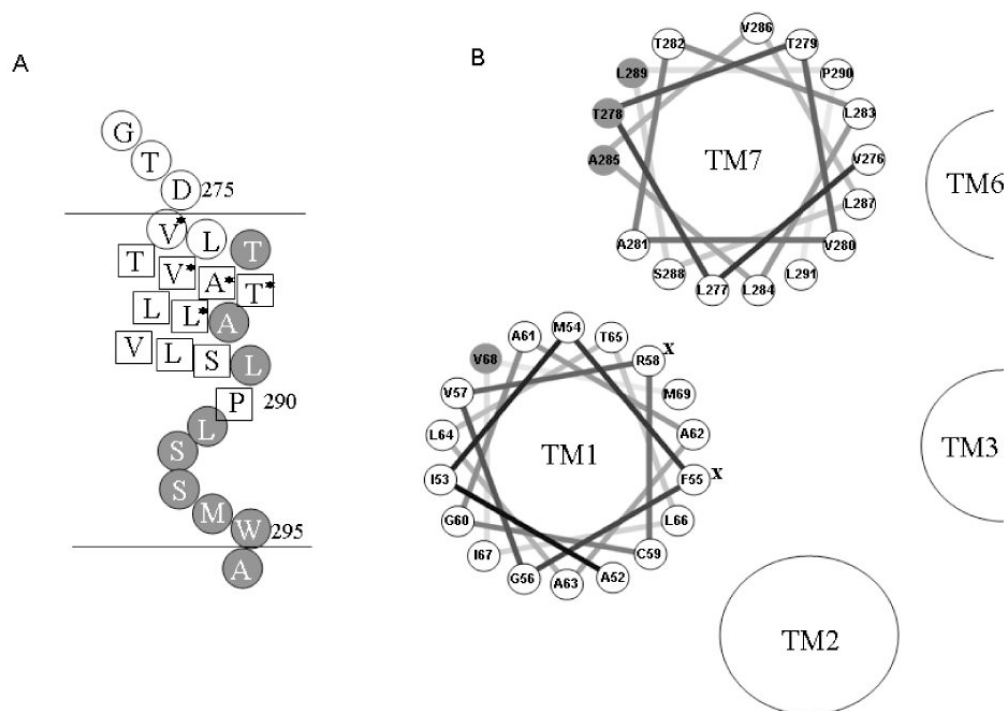 A
G
T
D 275
V* L T
T V* A* T*
L L* A
V L S L
P 290
L
S
S
M
W 295
A
B
V286
T282 T279
L289 P290
T278 L283
A285 TM7 V276
L287
A281 V280
S288 L291
L277 L284
TM6
M54
A61 T65
V68 R58 x
V57 M69
L64 A62
TM1
I53 F55 x
G60 L66
I67 C59
G56 A63 A52
TM3
TM2